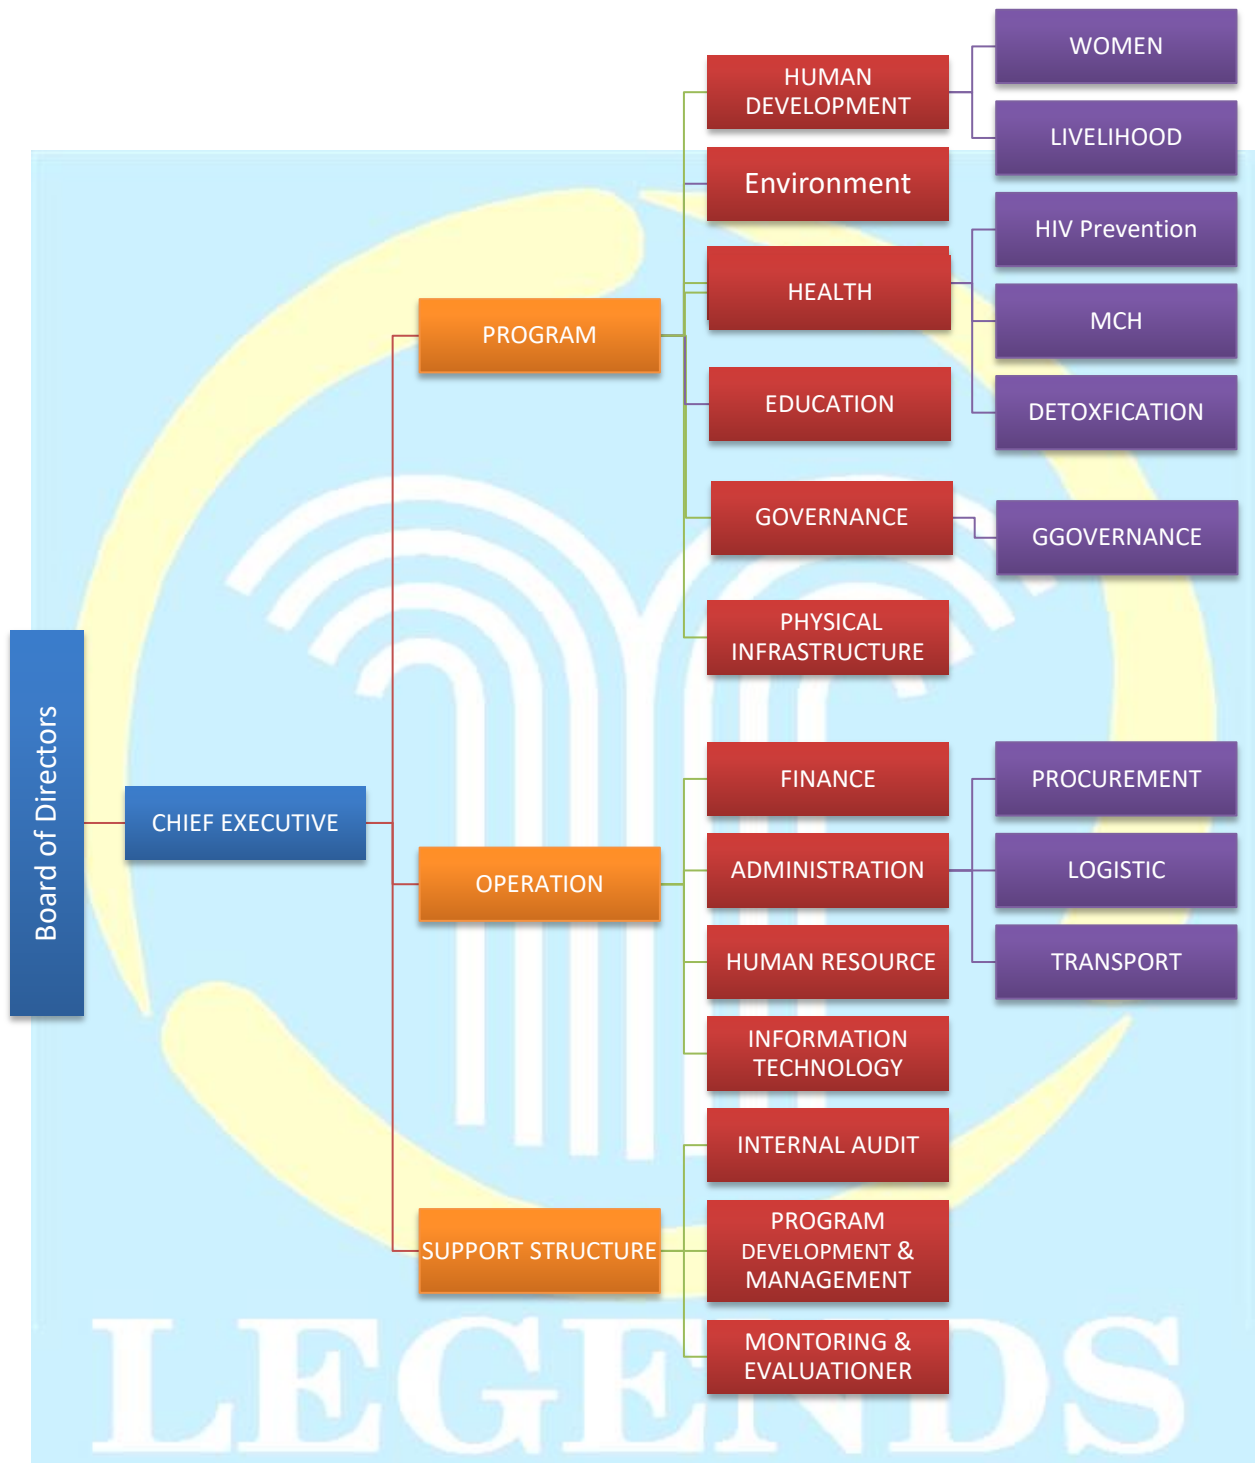 Board of Directors
CHIEF EXECUTIVE
PROGRAM
HUMAN
DEVELOPMENT
WOMEN
LIVELIHOOD
Environment
HEALTH
HIV Prevention
MCH
DETOXFICATION
EDUCATION
GOVERNANCE
GGOVERNANCE
PHYSICAL
INFRASTRUCTURE
OPERATION
FINANCE
ADMINISTRATION
PROCUREMENT
LOGISTIC
TRANSPORT
HUMAN RESOURCE
INFORMATION
TECHNOLOGY
SUPPORT STRUCTURE
INTERNAL AUDIT
PROGRAM
DEVELOPMENT &
MANAGEMENT
MONTORING &
EVALUATIONER
LEGENDS